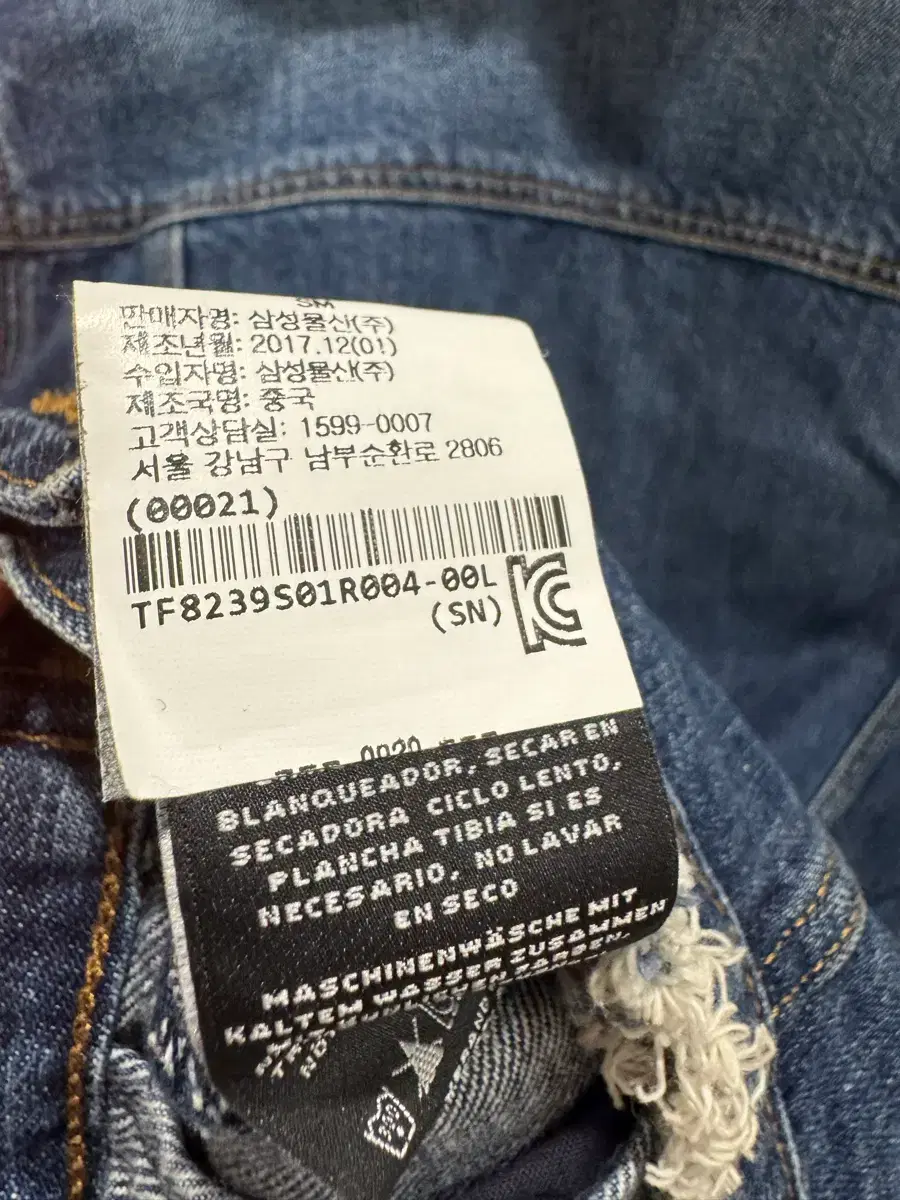 SM
판매자명: 삼성물산(주)
제조년월: 2017.12(01)
수입자명: 삼성물산(주)
제조국명: 중국
고객상담실: 1599-0007
서울 강남구 남부순환로 2806
(00021)
TF8239S01R004-00L
(SN)
BLANQUEADOR, SECAR EN
SECADORA CICLO LENTO,
PLANCHA TIBIA SI ES
NECESARIO, NO LAVAR
EN SECO
MASCHINENWÄSCHE MIT
KALTEM WASSER ZUSAMMEN
FARBEN.